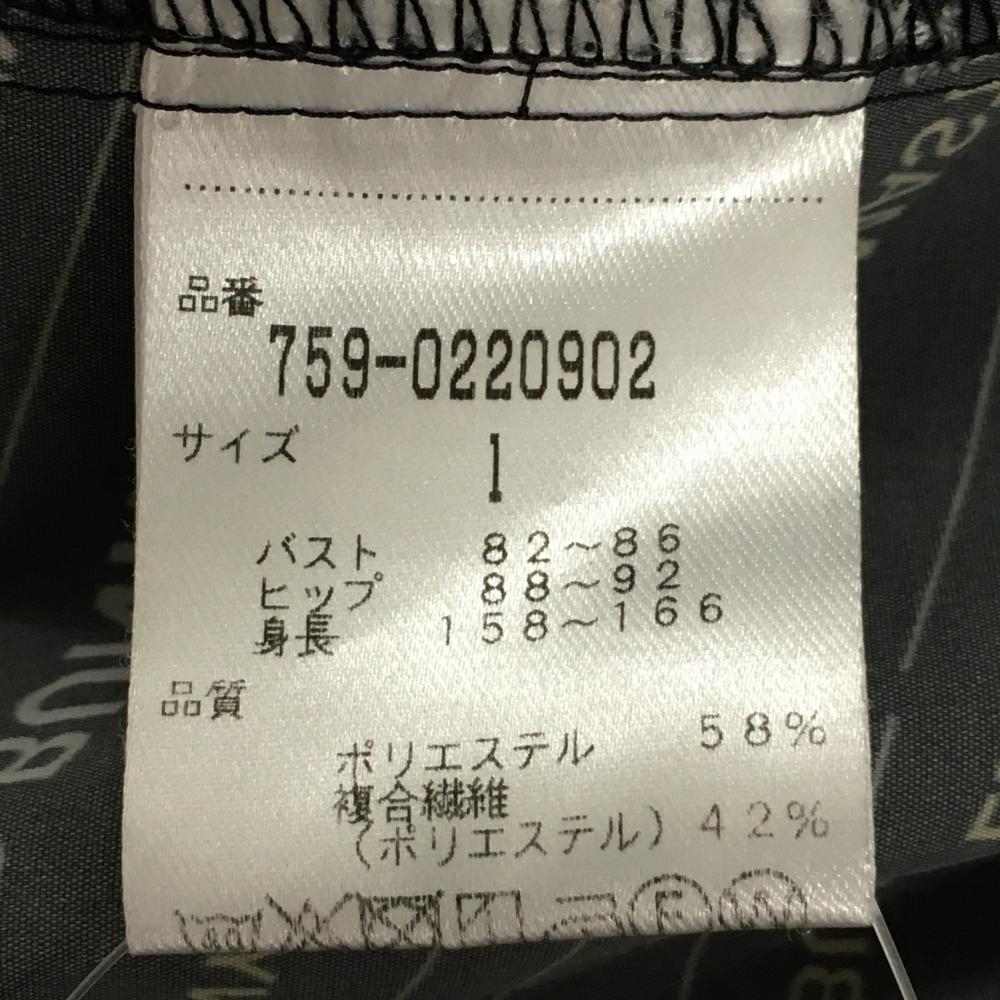 品番
759-0220902
サイズ 1
バスト 82～86
ヒップ 88～92
身長 158～166
品質
ポリエステル 58%
複合繊維
(ポリエステル) 42%